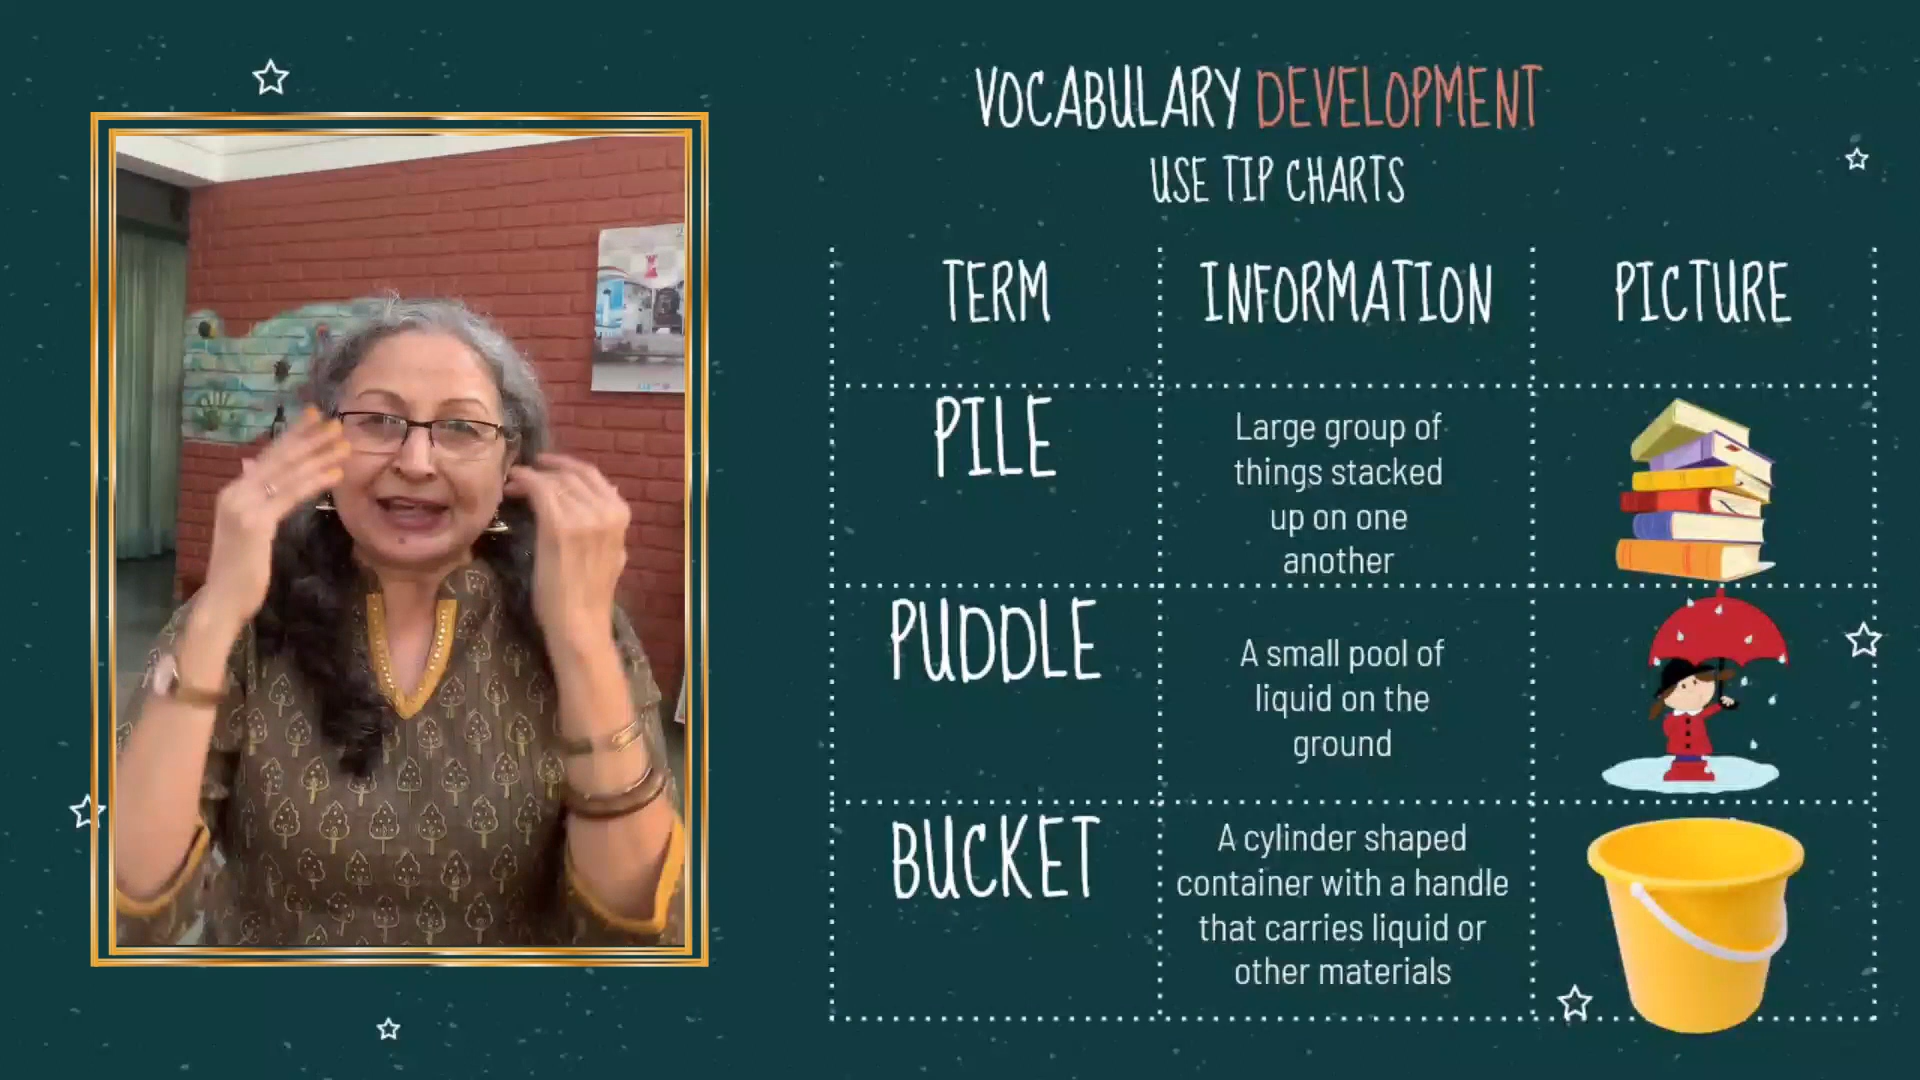 VOCABULARY DEVELOPMENT
USE TIP CHARTS
TERM
INFORMATION
PICTURE
PILE
Large group of
things stacked
up on one
another
PUDDLE
A small pool of
liquid on the
ground
BUCKET
A cylinder shaped
container with a handle
that carries liquid or
other materials